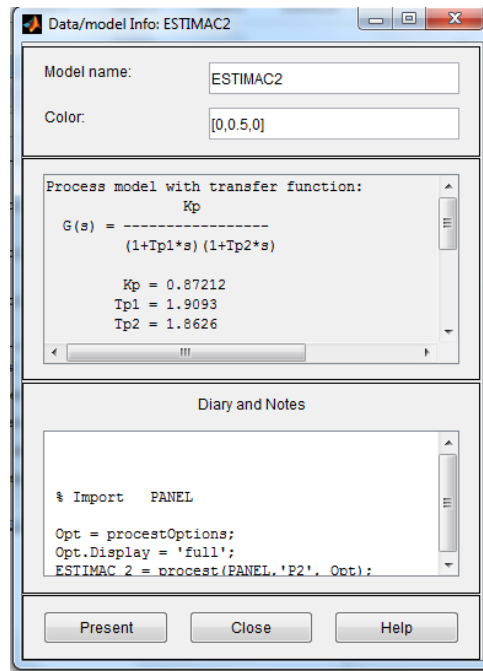 Data/model Info: ESTIMAC2
Model name:
ESTIMAC2
Color:
[0,0.5,0]
Process model with transfer function:
Kp
G(s) = -----------------
(1+Tp1*s)(1+Tp2*s)
Kp = 0.87212
Tp1 = 1.9093
Tp2 = 1.8626
Diary and Notes
% Import PANEL
Opt = procestOptions;
Opt.Display = 'full';
ESTIMAC 2 = procest(PANEL,'P2', Opt);
Present Close Help